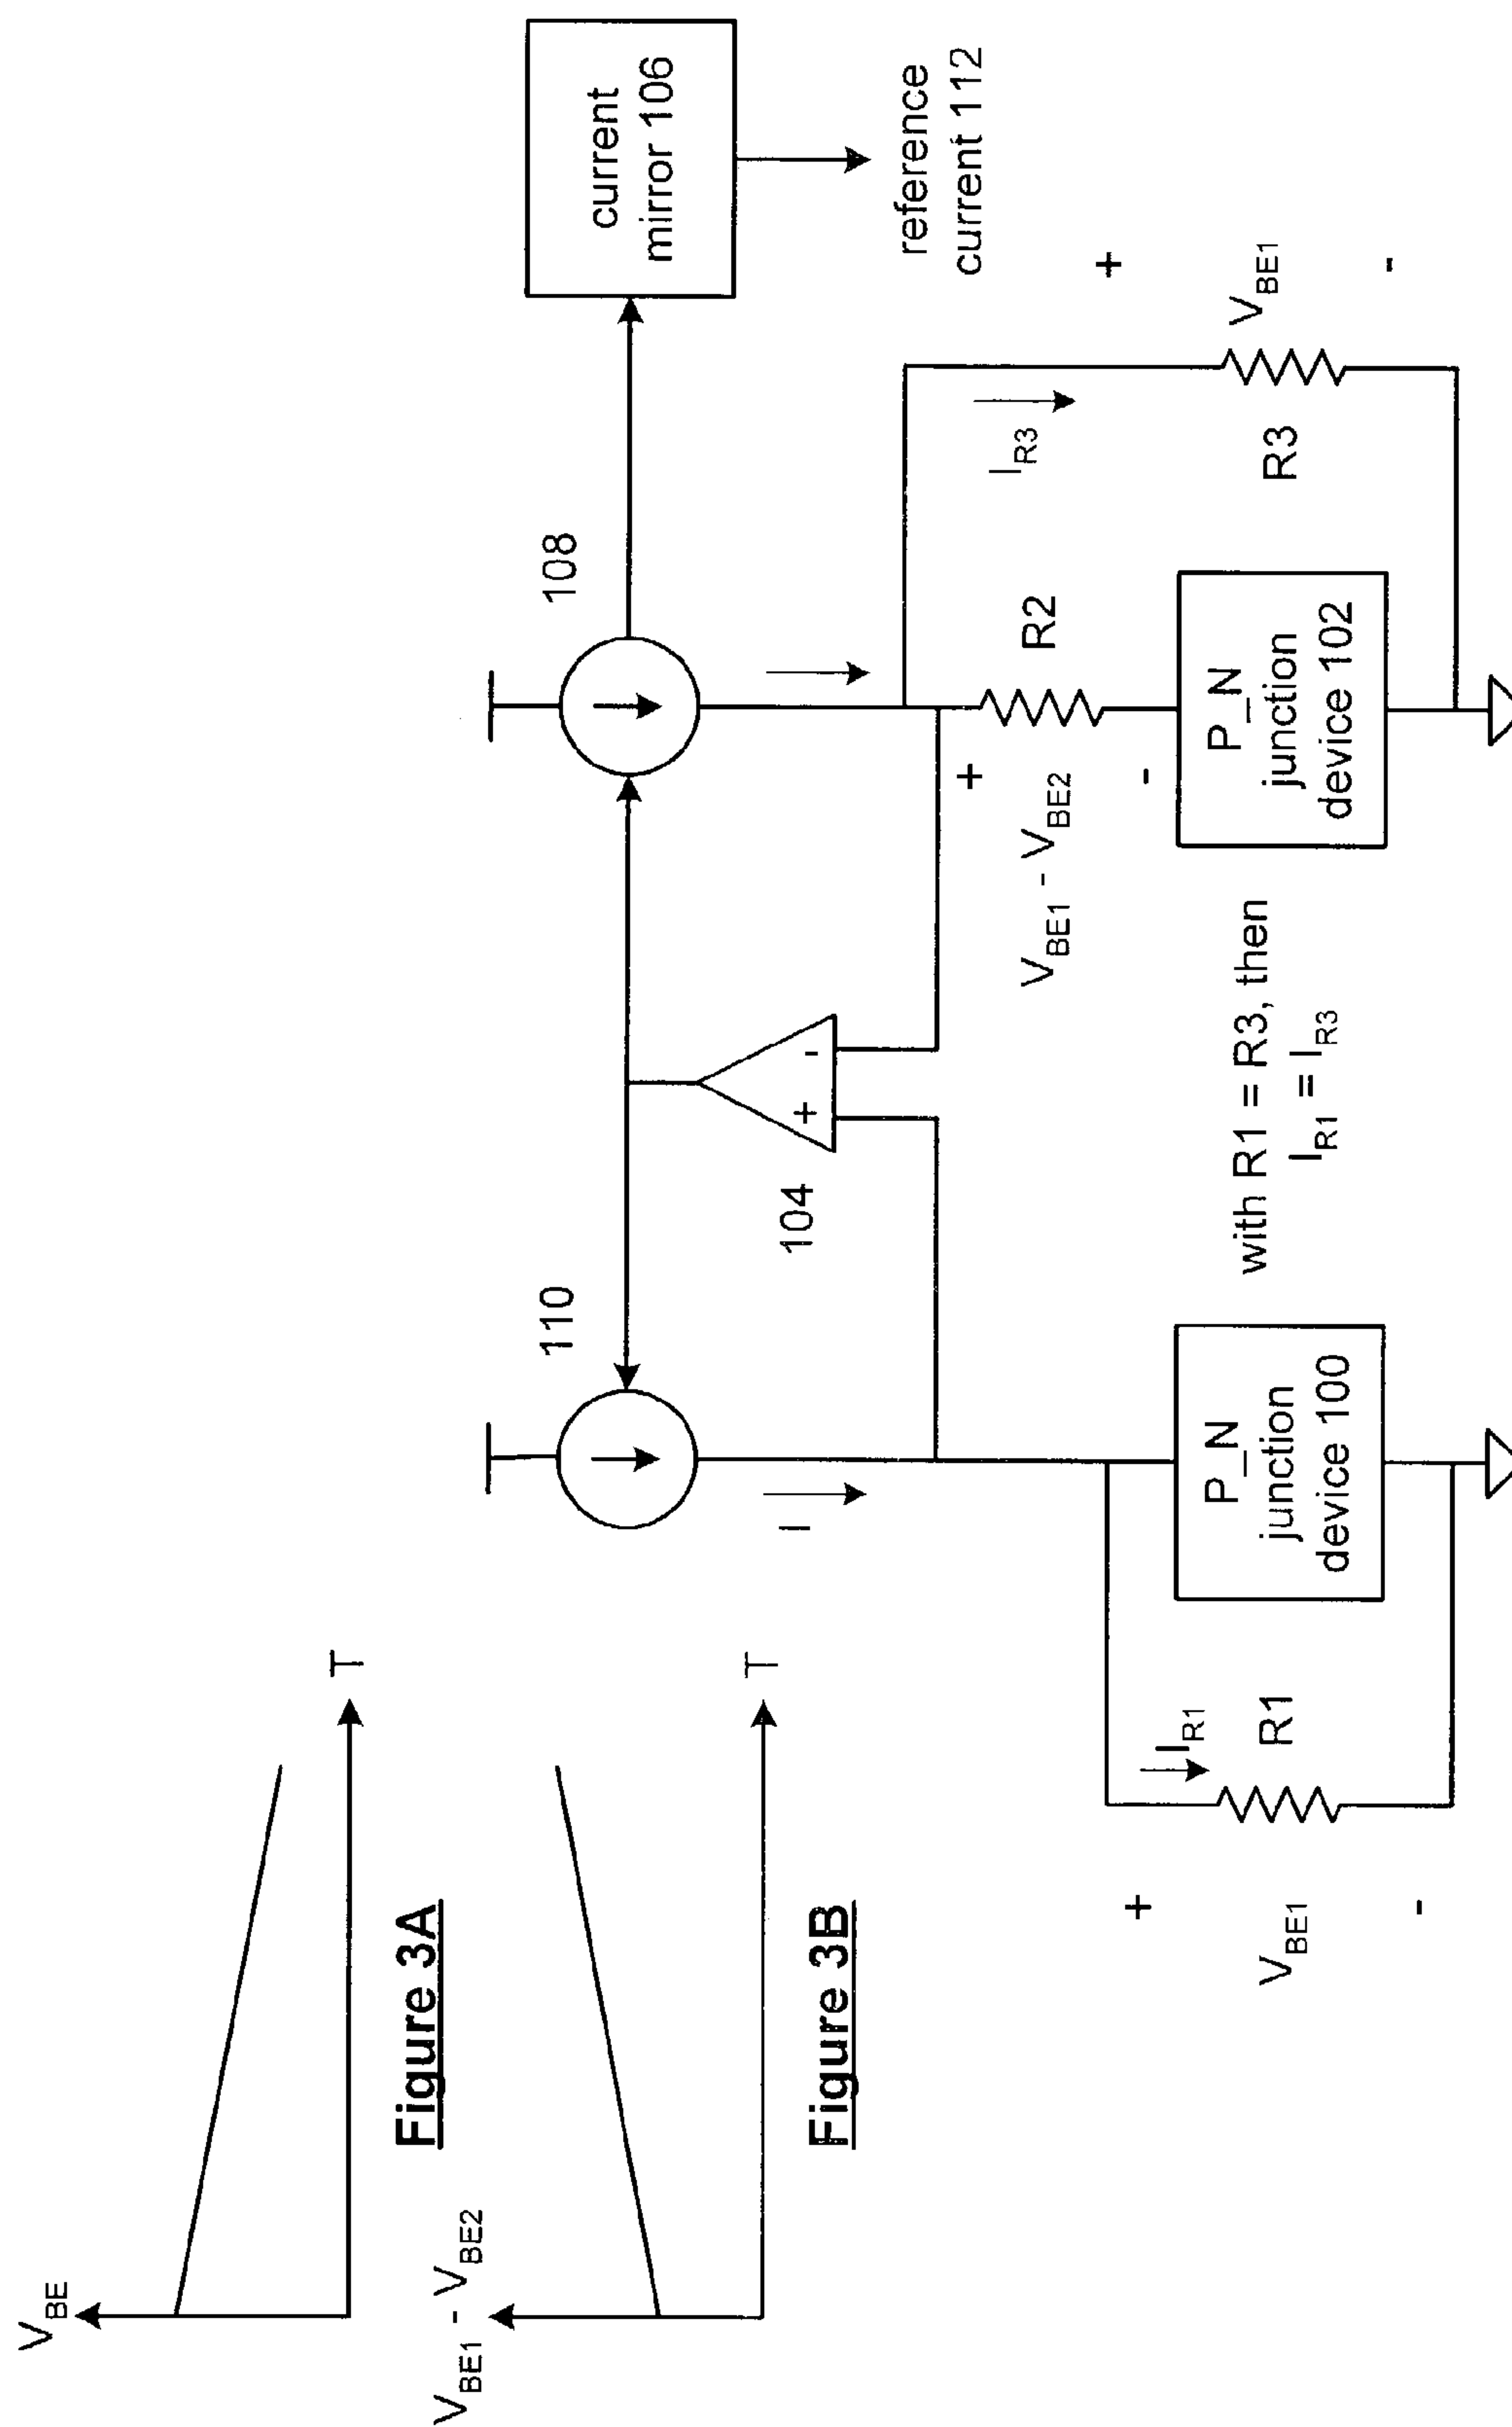 V_BE
T
Figure 3A
V_BE1 - V_BE2
T
Figure 3B
110
108
current
mirror 106
I
104
+
-
reference
current 112
+
V_BE1 - V_BE2
-
R2
I_R3
+
V_BE1
-
R3
+
V_BE1
-
I_R1
R1
P_N
junction
device 100
with R1 = R3, then
I_R1 = I_R3
P_N
junction
device 102